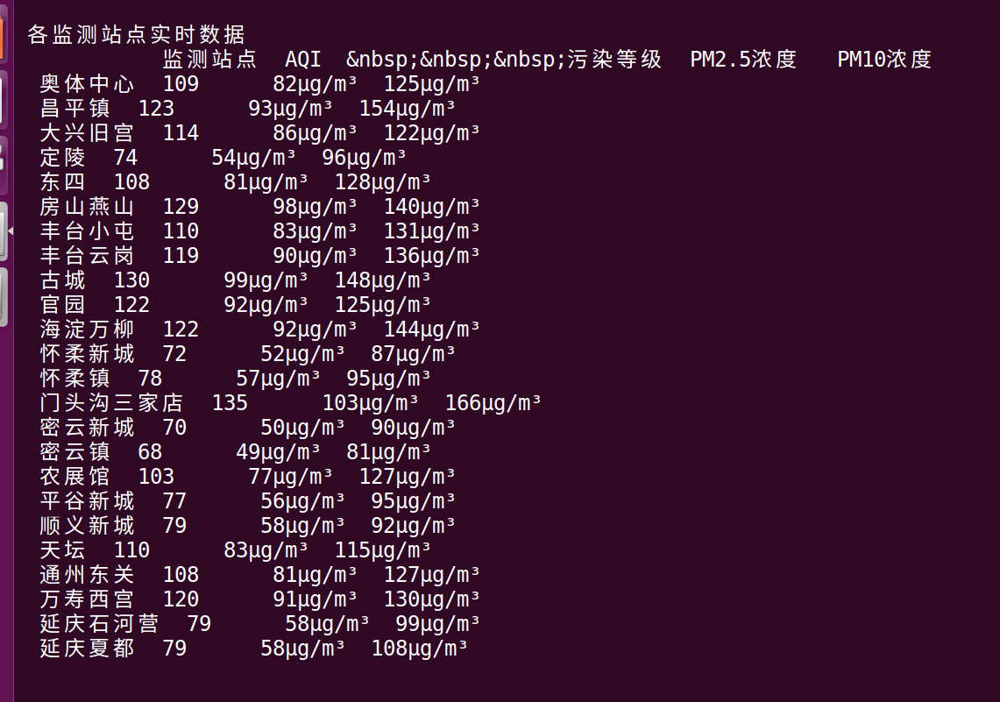 各监测站点实时数据
监测站点 AQI &nbsp;&nbsp;&nbsp;污染等级 PM2.5浓度 PM10浓度
奥体中心 109 82μg/m³ 125μg/m³
昌平镇 123 93μg/m³ 154μg/m³
大兴旧宫 114 86μg/m³ 122μg/m³
定陵 74 54μg/m³ 96μg/m³
东四 108 81μg/m³ 128μg/m³
房山燕山 129 98μg/m³ 140μg/m³
丰台小屯 110 83μg/m³ 131μg/m³
丰台云岗 119 90μg/m³ 136μg/m³
古城 130 99μg/m³ 148μg/m³
官园 122 92μg/m³ 125μg/m³
海淀万柳 122 92μg/m³ 144μg/m³
怀柔新城 72 52μg/m³ 87μg/m³
怀柔镇 78 57μg/m³ 95μg/m³
门头沟三家店 135 103μg/m³ 166μg/m³
密云新城 70 50μg/m³ 90μg/m³
密云镇 68 49μg/m³ 81μg/m³
农展馆 103 77μg/m³ 127μg/m³
平谷新城 77 56μg/m³ 95μg/m³
顺义新城 79 58μg/m³ 92μg/m³
天坛 110 83μg/m³ 115μg/m³
通州东关 108 81μg/m³ 127μg/m³
万寿西宫 120 91μg/m³ 130μg/m³
延庆石河营 79 58μg/m³ 99μg/m³
延庆夏都 79 58μg/m³ 108μg/m³